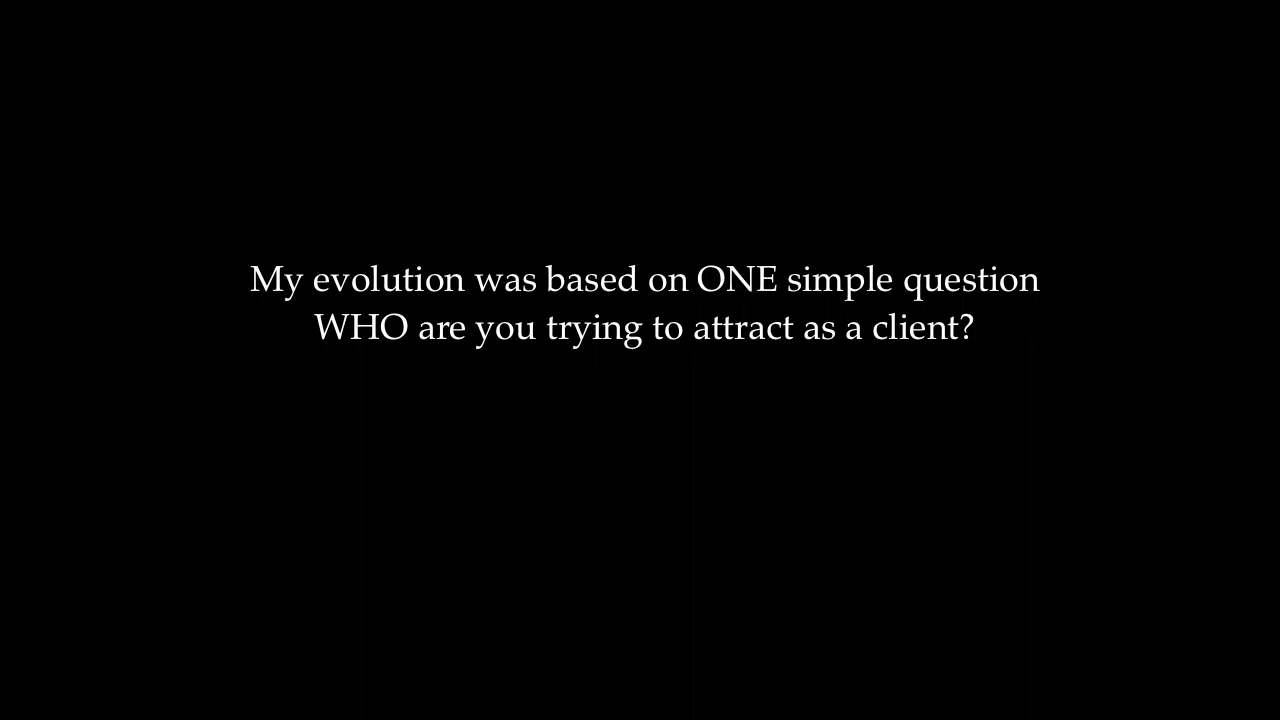 My evolution was based on ONE simple question
WHO are you trying to attract as a client?